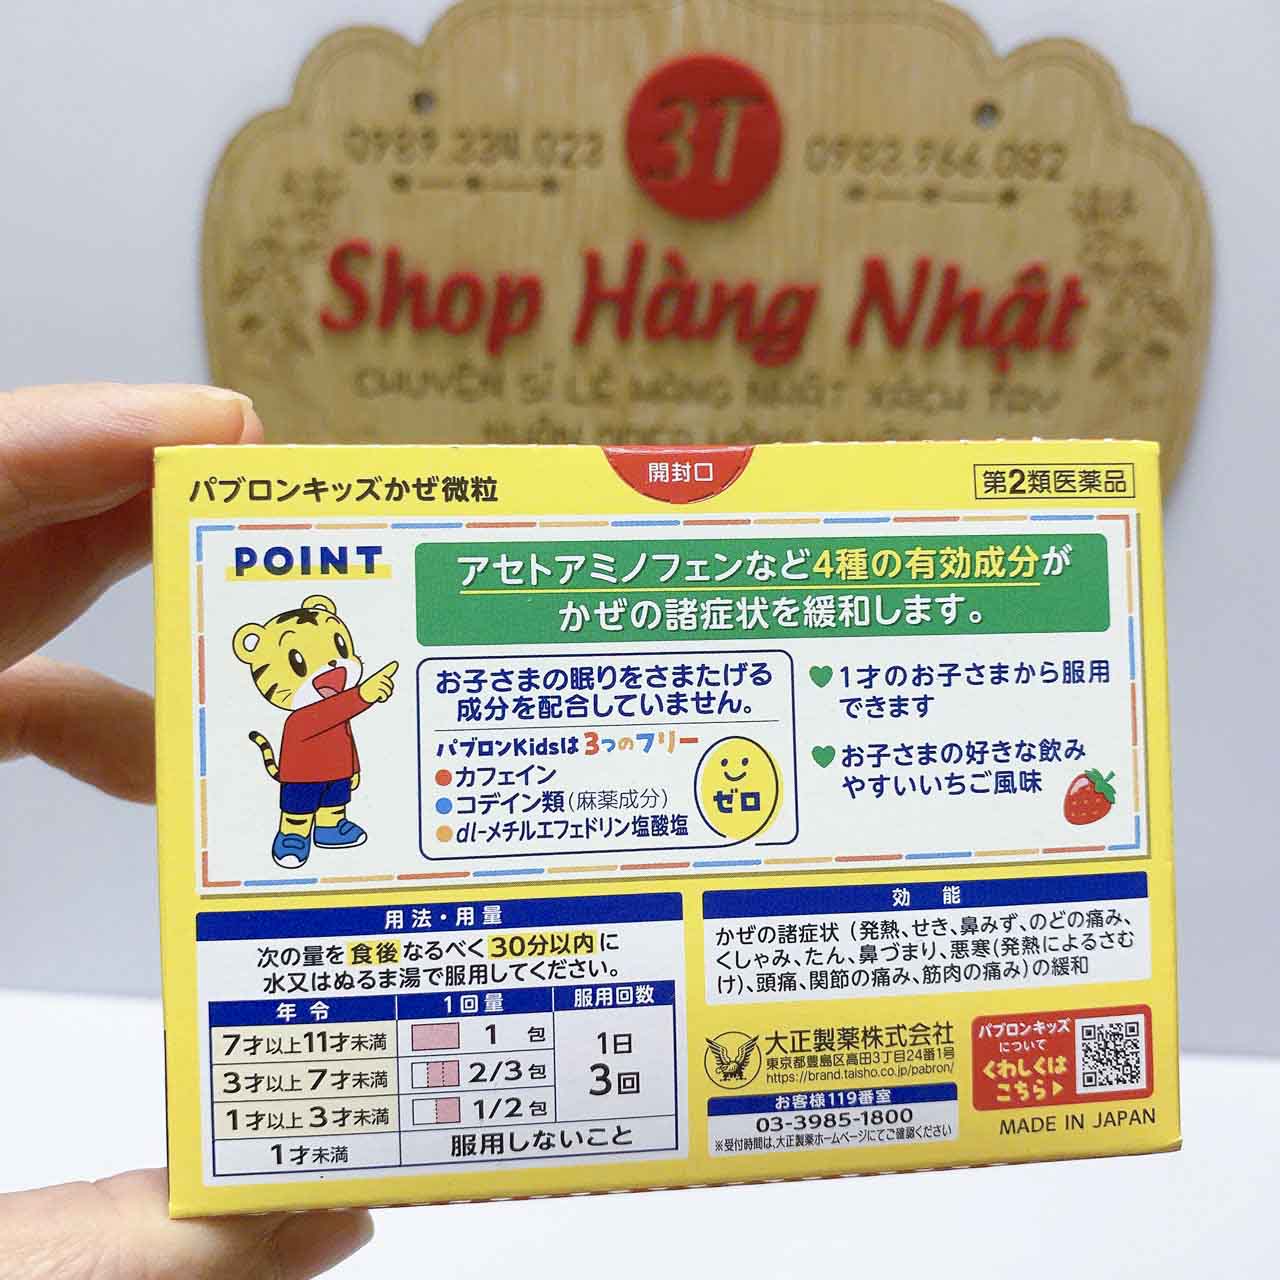 0989.234.022
3T
0982.966.082
Shop Hàng Nhật
CHUYÊN SỈ LẺ HÀNG NHẬT XÁCH TAY
パブロンキッズかぜ微粒
開封口
第2類医薬品
POINT
アセトアミノフェンなど4種の有効成分が
かぜの諸症状を緩和します。
お子さまの眠りをさまたげる
成分を配合していません。
パブロンKidsは3つのフリー
カフェイン
コデイン類(麻薬成分)
dl-メチルエフェドリン塩酸塩
ゼロ
1才のお子さまから服用
できます
お子さまの好きな飲み
やすいいちご風味
用法・用量
次の量を食後なるべく30分以内に
水又はぬるま湯で服用してください。
年令 1回量 服用回数
7才以上11才未満 1包
3才以上7才未満 2/3包
1才以上3才未満 1/2包
1日
3回
1才未満 服用しないこと
効能
かぜの諸症状(発熱、せき、鼻みず、のどの痛み、
くしゃみ、たん、鼻づまり、悪寒(発熱によるさむ
け)、頭痛、関節の痛み、筋肉の痛み)の緩和
大正製薬株式会社
東京都豊島区高田3丁目24番1号
https://brand.taisho.co.jp/pabron/
お客様119番室
03-3985-1800
※受付時間は、大正製薬ホームページにてご確認ください
パブロンキッズ
について
くわしくは
こちら▶
MADE IN JAPAN